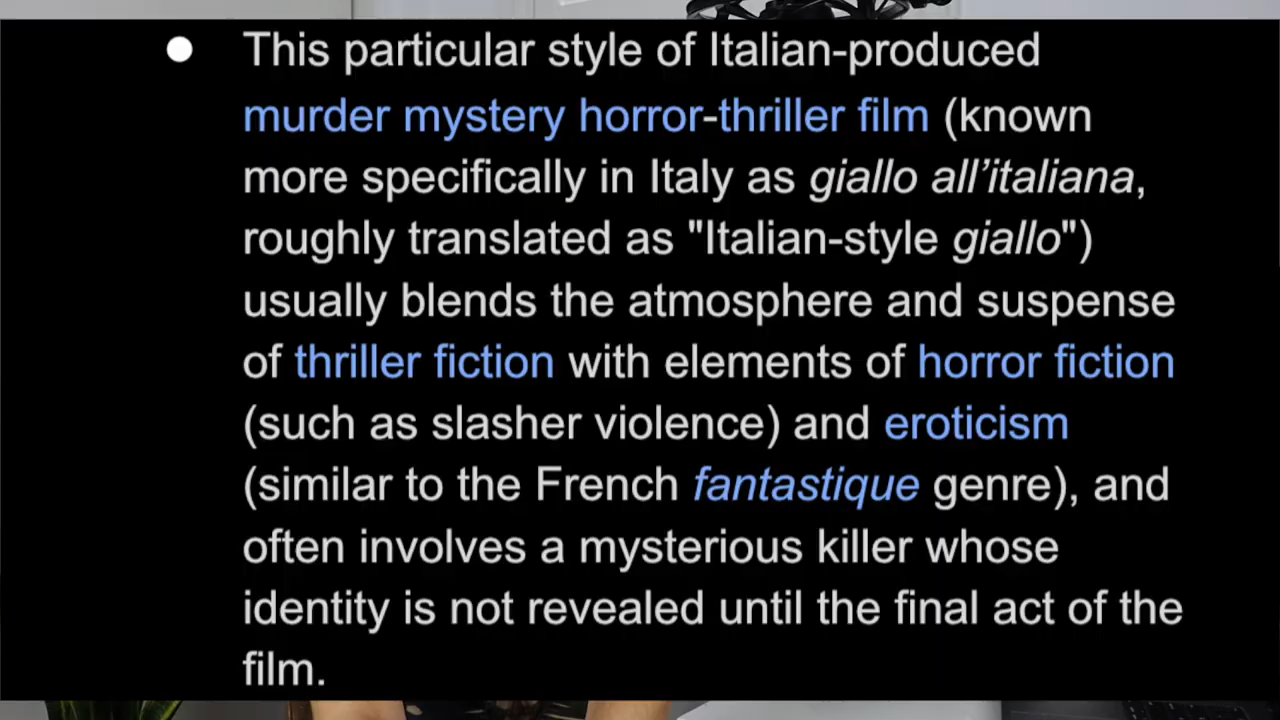 This particular style of Italian-produced
murder mystery horror-thriller film (known
more specifically in Italy as giallo all’italiana,
roughly translated as "Italian-style giallo")
usually blends the atmosphere and suspense
of thriller fiction with elements of horror fiction
(such as slasher violence) and eroticism
(similar to the French fantastique genre), and
often involves a mysterious killer whose
identity is not revealed until the final act of the
film.